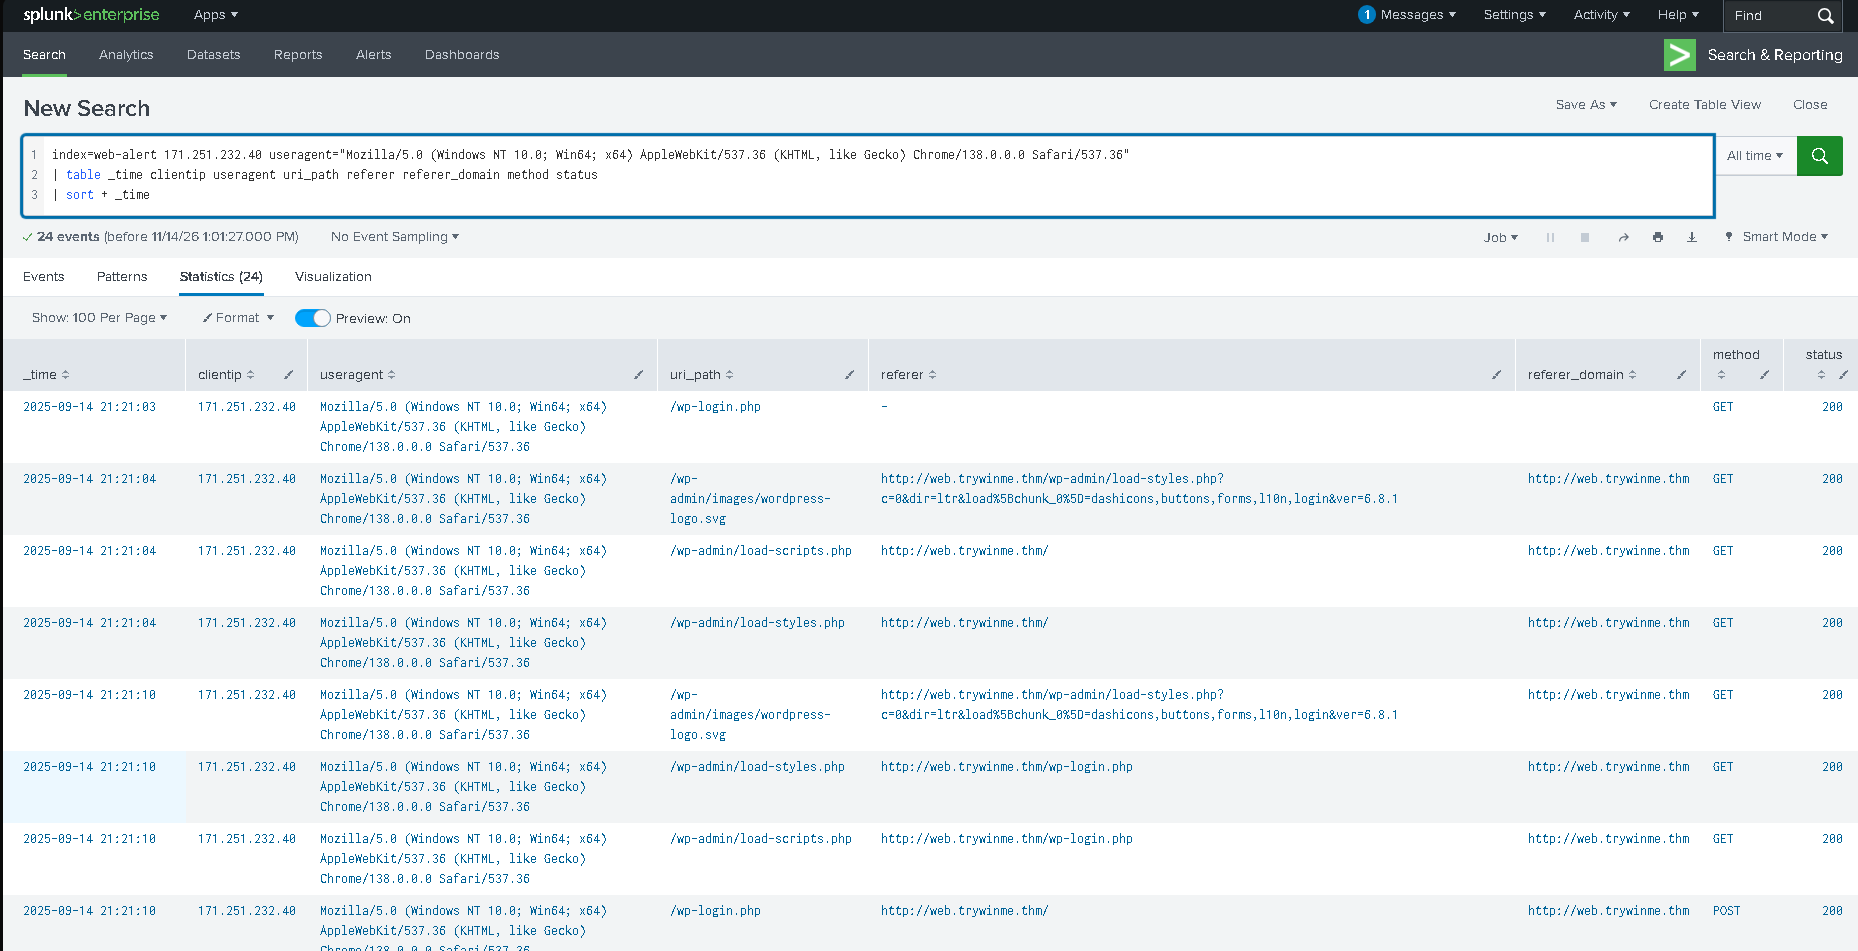 splunk>enterprise Apps ▾ 1 Messages ▾ Settings ▾ Activity ▾ Help ▾ Find
Search Analytics Datasets Reports Alerts Dashboards Search & Reporting
New Search Save As ▾ Create Table View Close
1 index=web-alert 171.251.232.40 useragent="Mozilla/5.0 (Windows NT 10.0; Win64; x64) AppleWebKit/537.36 (KHTML, like Gecko) Chrome/138.0.0.0 Safari/537.36" All time ▾
2 | table _time clientip useragent uri_path referer referer_domain method status
3 | sort + _time
✓ 24 events (before 11/14/26 1:01:27.000 PM) No Event Sampling ▾ Job ▾ Smart Mode ▾
Events Patterns Statistics (24) Visualization
Show: 100 Per Page ▾ Format ▾ Preview: On
_time clientip useragent uri_path referer referer_domain method status
2025-09-14 21:21:03 171.251.232.40 Mozilla/5.0 (Windows NT 10.0; Win64; x64) /wp-login.php - GET 200
AppleWebKit/537.36 (KHTML, like Gecko)
Chrome/138.0.0.0 Safari/537.36
2025-09-14 21:21:04 171.251.232.40 Mozilla/5.0 (Windows NT 10.0; Win64; x64) /wp- http://web.trywinme.thm/wp-admin/load-styles.php? http://web.trywinme.thm GET 200
AppleWebKit/537.36 (KHTML, like Gecko) admin/images/wordpress- c=0&dir=ltr&load%5Bchunk_0%5D=dashicons,buttons,forms,l10n,login&ver=6.8.1
Chrome/138.0.0.0 Safari/537.36 logo.svg
2025-09-14 21:21:04 171.251.232.40 Mozilla/5.0 (Windows NT 10.0; Win64; x64) /wp-admin/load-scripts.php http://web.trywinme.thm/ http://web.trywinme.thm GET 200
AppleWebKit/537.36 (KHTML, like Gecko)
Chrome/138.0.0.0 Safari/537.36
2025-09-14 21:21:04 171.251.232.40 Mozilla/5.0 (Windows NT 10.0; Win64; x64) /wp-admin/load-styles.php http://web.trywinme.thm/ http://web.trywinme.thm GET 200
AppleWebKit/537.36 (KHTML, like Gecko)
Chrome/138.0.0.0 Safari/537.36
2025-09-14 21:21:10 171.251.232.40 Mozilla/5.0 (Windows NT 10.0; Win64; x64) /wp- http://web.trywinme.thm/wp-admin/load-styles.php? http://web.trywinme.thm GET 200
AppleWebKit/537.36 (KHTML, like Gecko) admin/images/wordpress- c=0&dir=ltr&load%5Bchunk_0%5D=dashicons,buttons,forms,l10n,login&ver=6.8.1
Chrome/138.0.0.0 Safari/537.36 logo.svg
2025-09-14 21:21:10 171.251.232.40 Mozilla/5.0 (Windows NT 10.0; Win64; x64) /wp-admin/load-styles.php http://web.trywinme.thm/wp-login.php http://web.trywinme.thm GET 200
AppleWebKit/537.36 (KHTML, like Gecko)
Chrome/138.0.0.0 Safari/537.36
2025-09-14 21:21:10 171.251.232.40 Mozilla/5.0 (Windows NT 10.0; Win64; x64) /wp-admin/load-scripts.php http://web.trywinme.thm/wp-login.php http://web.trywinme.thm GET 200
AppleWebKit/537.36 (KHTML, like Gecko)
Chrome/138.0.0.0 Safari/537.36
2025-09-14 21:21:10 171.251.232.40 Mozilla/5.0 (Windows NT 10.0; Win64; x64) /wp-login.php http://web.trywinme.thm/ http://web.trywinme.thm POST 200
AppleWebKit/537.36 (KHTML, like Gecko)
Chrome/138.0.0.0 Safari/537.36